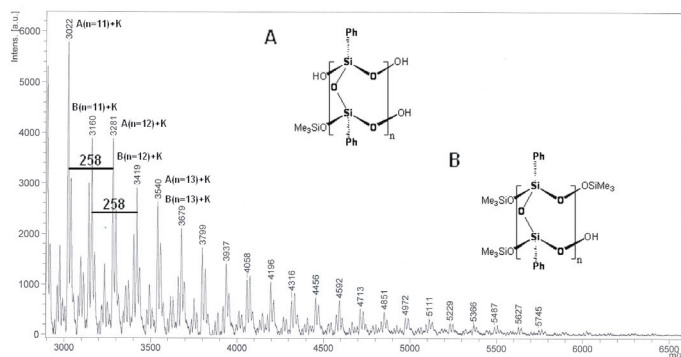 Intens. [a.u.]
6000
5000
4000
3000
2000
1000
0
3022
A(n=11)+K
B(n=11)+K
3160
3281
A(n=12)+K
B(n=12)+K
3419
258
258
A(n=13)+K
3540
B(n=13)+K
3679
3799
3937
4058
4196
4316
4456
4592
4713
4851
4972
5111
5229
5366
5487
5627
5745
3000
3500
4000
4500
5000
5500
6000
6500
A
Ph
Si
HO
O
O
OH
Si
O
O
OH
Me3SiO
n
Ph
B
Ph
Si
Me3SiO
O
O
OSiMe3
Si
O
O
OH
Me3SiO
n
Ph